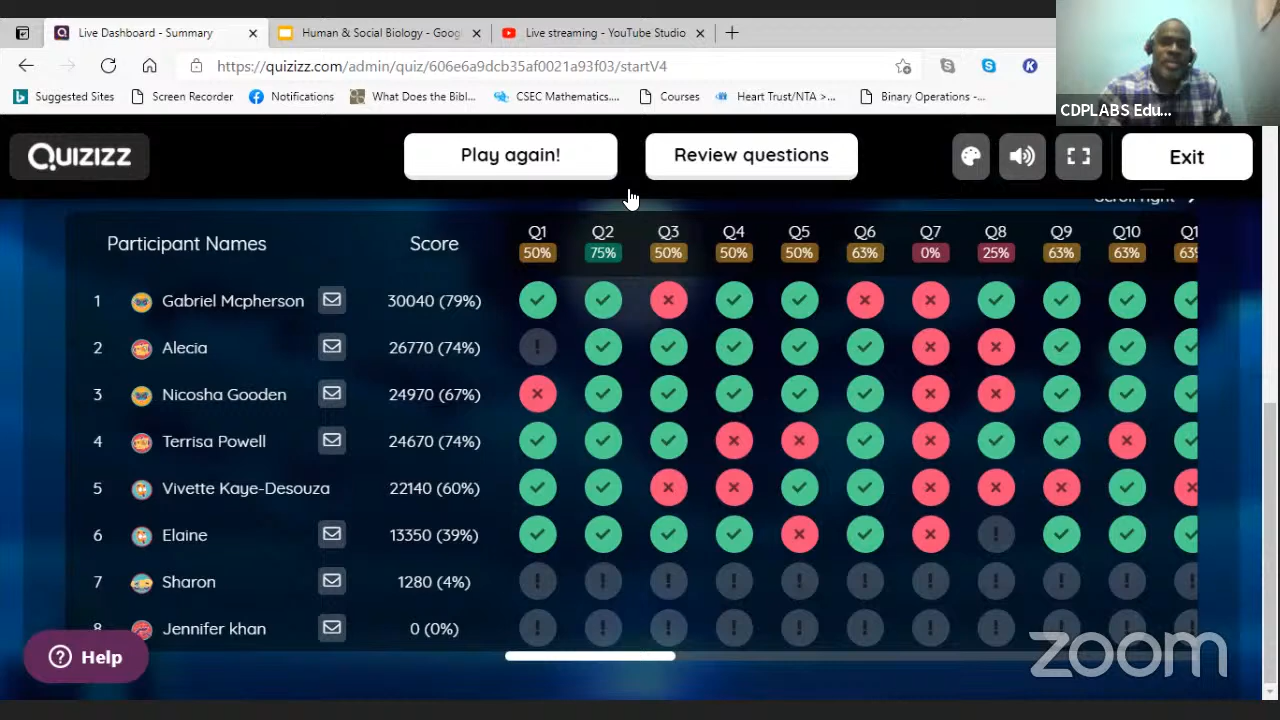 Live Dashboard - Summary
Human & Social Biology - Goog
Live streaming - YouTube Studio
https://quizizz.com/admin/quiz/606e6a9dcb35af0021a93f03/startV4
Suggested Sites
Screen Recorder
Notifications
What Does the Bibl...
CSEC Mathematics....
Courses
Heart Trust/NTA >...
Binary Operations -...
CDPLABS Edu...
QUIZIZZ
Play again!
Review questions
Exit
Scroll right
Participant Names Score Q1 Q2 Q3 Q4 Q5 Q6 Q7 Q8 Q9 Q10 Q1
50% 75% 50% 50% 50% 63% 0% 25% 63% 63% 63%
1 Gabriel Mcpherson 30040 (79%)
2 Alecia 26770 (74%)
3 Nicosha Gooden 24970 (67%)
4 Terrisa Powell 24670 (74%)
5 Vivette Kaye-Desouza 22140 (60%)
6 Elaine 13350 (39%)
7 Sharon 1280 (4%)
8 Jennifer khan 0 (0%)
Help
zoom